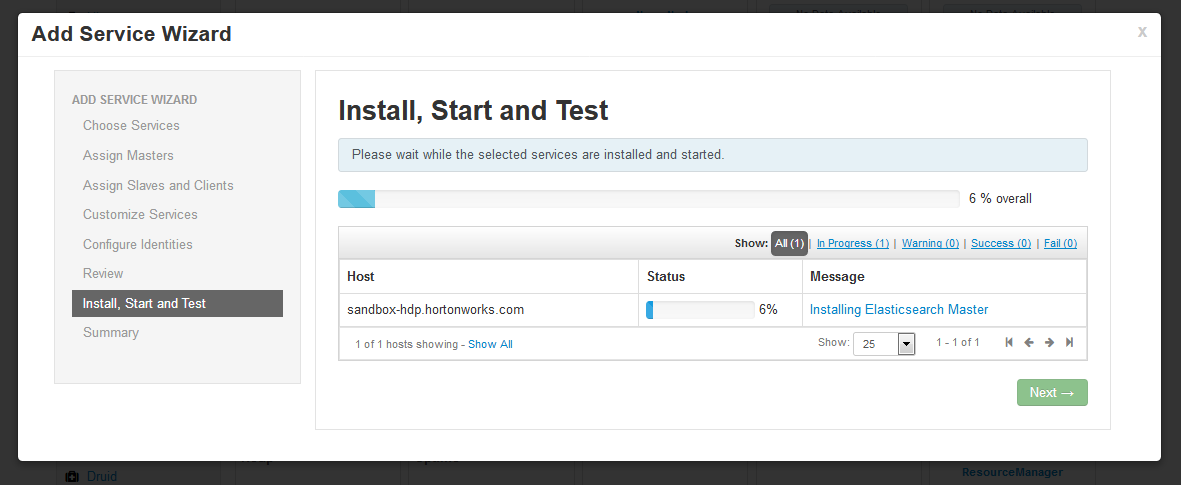 Add Service Wizard
x
ADD SERVICE WIZARD
Choose Services
Assign Masters
Assign Slaves and Clients
Customize Services
Configure Identities
Review
Install, Start and Test
Summary
Install, Start and Test
Please wait while the selected services are installed and started.
6 % overall
Show: All (1) | In Progress (1) | Warning (0) | Success (0) | Fail (0)
Host Status Message
sandbox-hdp.hortonworks.com 6% Installing Elasticsearch Master
1 of 1 hosts showing - Show All Show: 25 1 - 1 of 1
Next →
Druid
ResourceManager